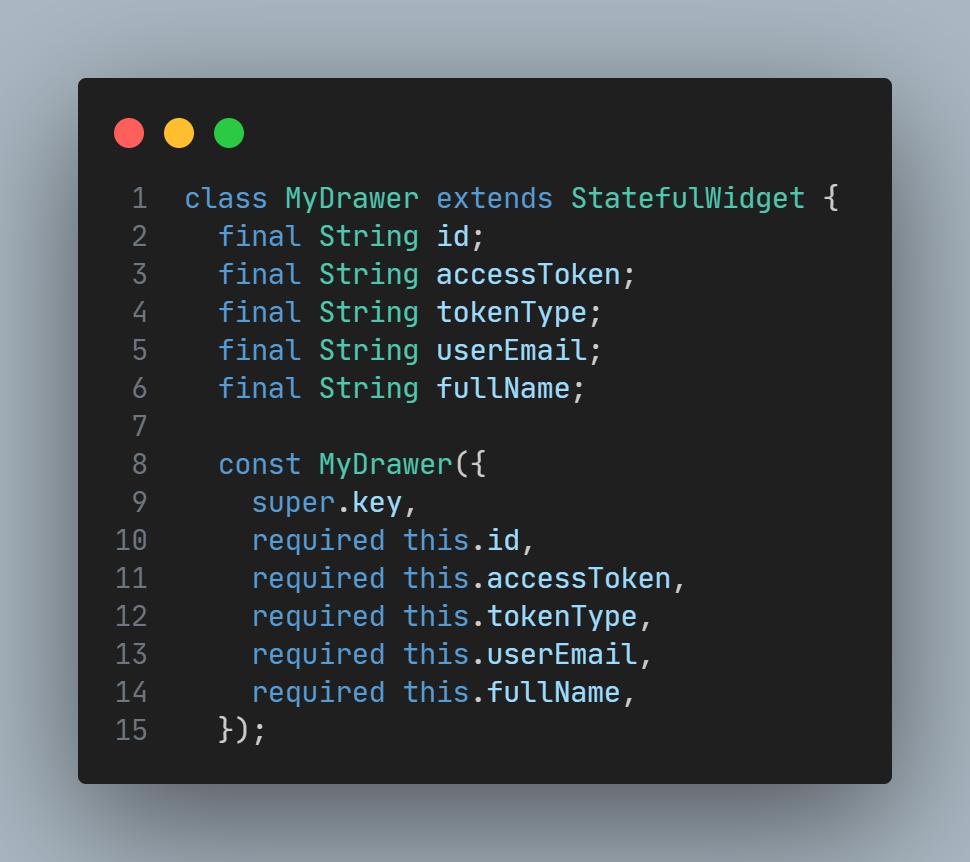 1 class MyDrawer extends StatefulWidget {
2   final String id;
3   final String accessToken;
4   final String tokenType;
5   final String userEmail;
6   final String fullName;
7
8   const MyDrawer({
9     super.key,
10     required this.id,
11     required this.accessToken,
12     required this.tokenType,
13     required this.userEmail,
14     required this.fullName,
15   });